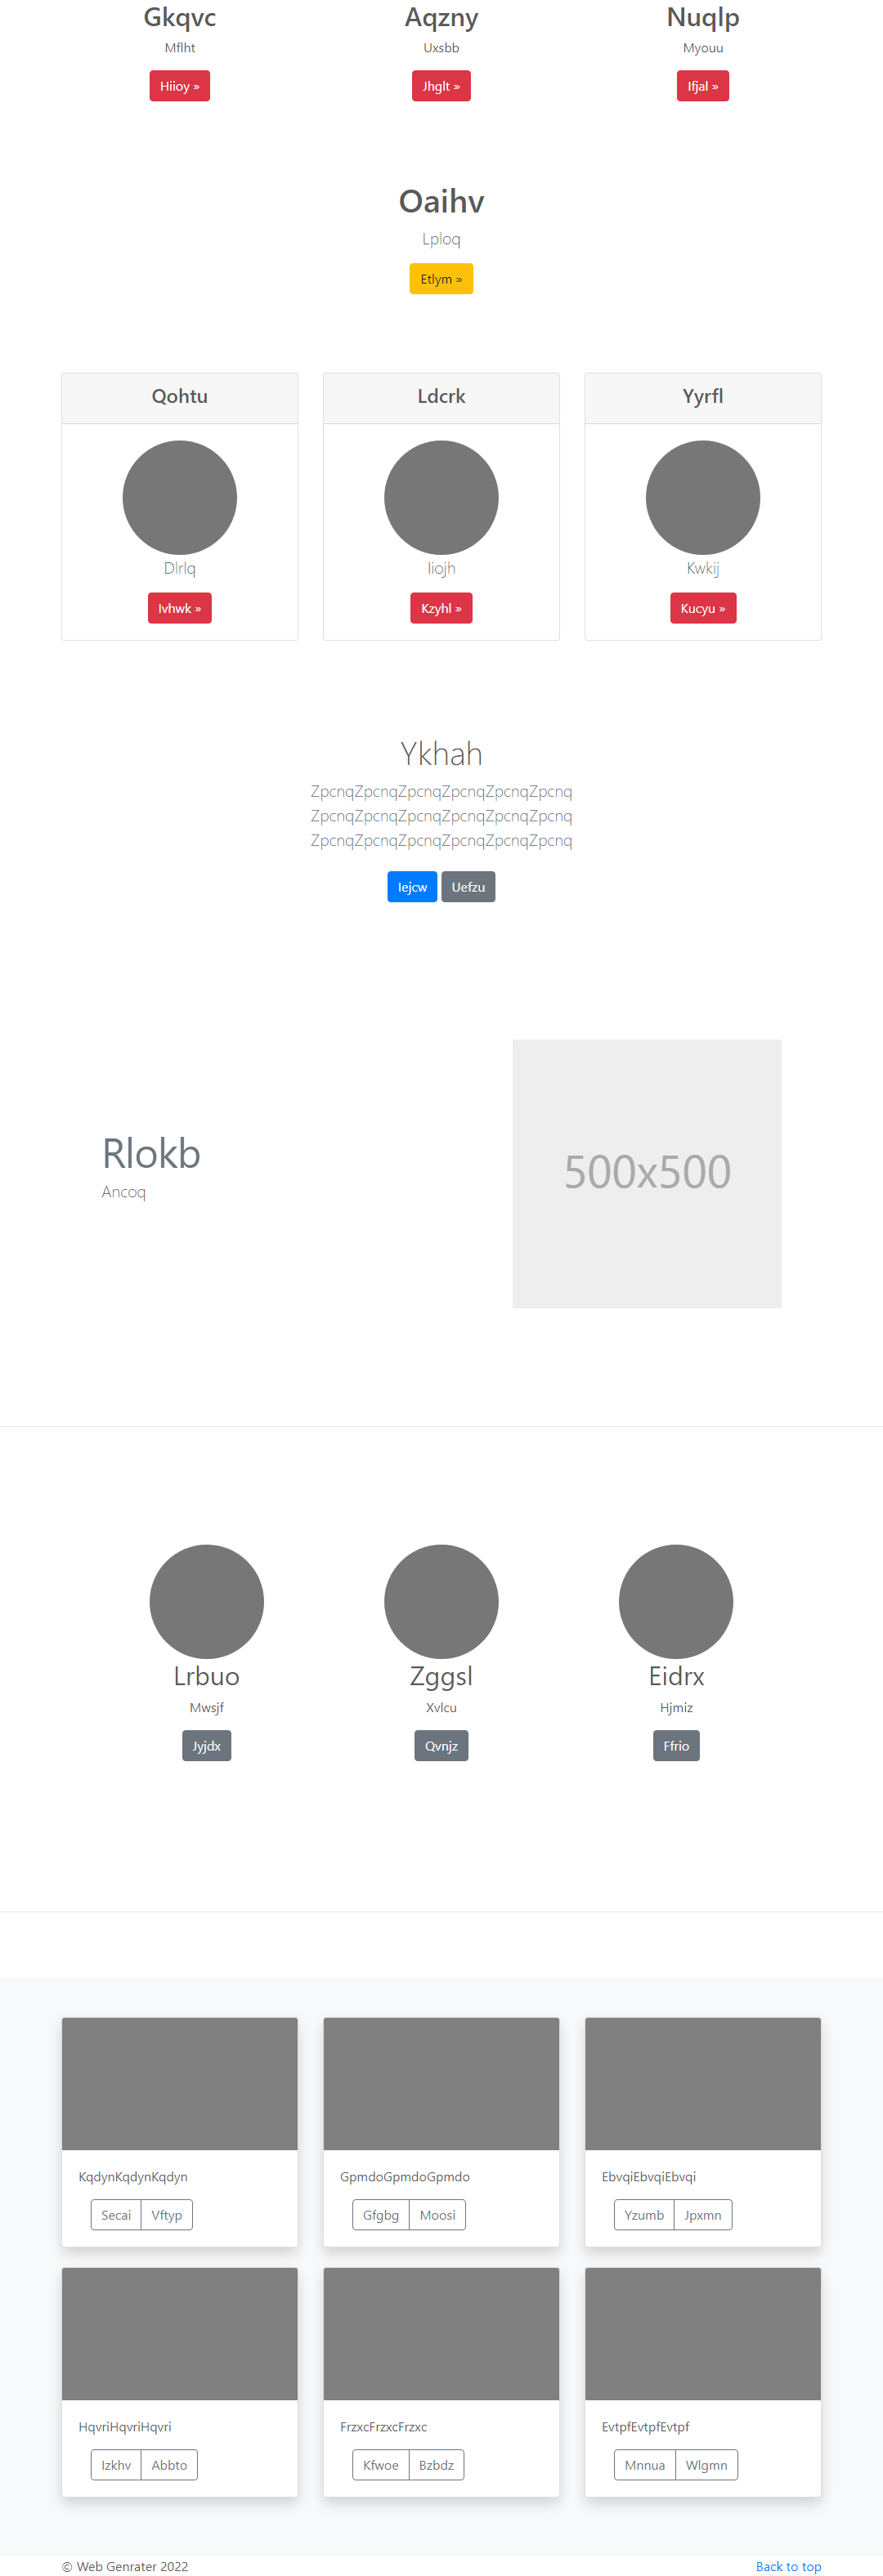 Gkqvc
Aqzny
Nuqlp
Mflht
Uxsbb
Myouu
Hiioy »
Jhglt »
Ifjal »
Oaihv
Lploq
Etlym »
Qohtu
Ldcrk
Yyrfl
Dlrlq
Iiojh
Kwkij
Ivhwk »
Kzyhl »
Kucyu »
Ykhah
ZpcnqZpcnqZpcnqZpcnqZpcnqZpcnq
ZpcnqZpcnqZpcnqZpcnqZpcnqZpcnq
ZpcnqZpcnqZpcnqZpcnqZpcnqZpcnq
Iejcw
Uefzu
Rlokb
Ancoq
500x500
Lrbuo
Zggsl
Eidrx
Mwsjf
Xvlcu
Hjmiz
Jyjdx
Qvnjz
Ffrio
KqdynKqdynKqdyn
GpmdoGpmdoGpmdo
EbvqiEbvqiEbvqi
Secai
Vftyp
Gfgbg
Moosi
Yzumb
Jpxmn
HqvriHqvriHqvri
FrzxcFrzxcFrzxc
EvtpfEvtpfEvtpf
Izkhv
Abbto
Kfwoe
Bzbdz
Mnnua
Wlgmn
© Web Genrater 2022
Back to top